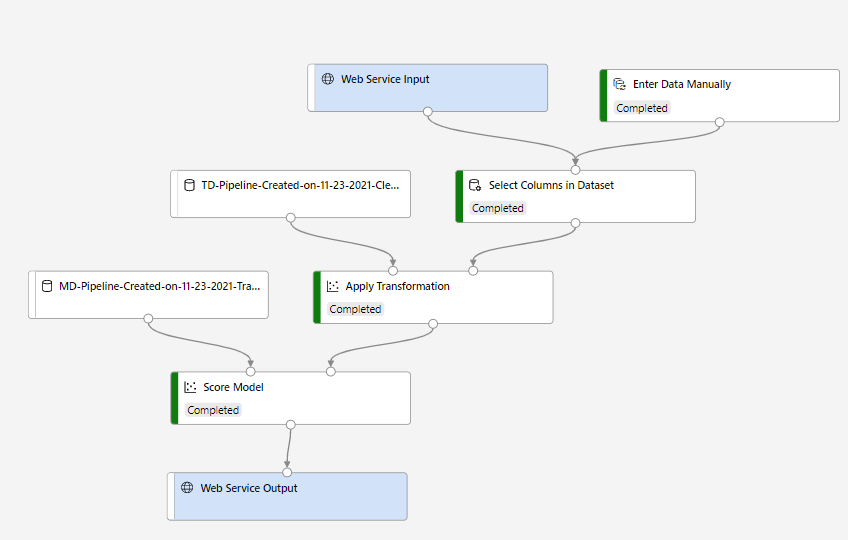 Web Service Input
Enter Data Manually
Completed
TD-Pipeline-Created-on-11-23-2021-Cle...
Select Columns in Dataset
Completed
MD-Pipeline-Created-on-11-23-2021-Tra...
Apply Transformation
Completed
Score Model
Completed
Web Service Output